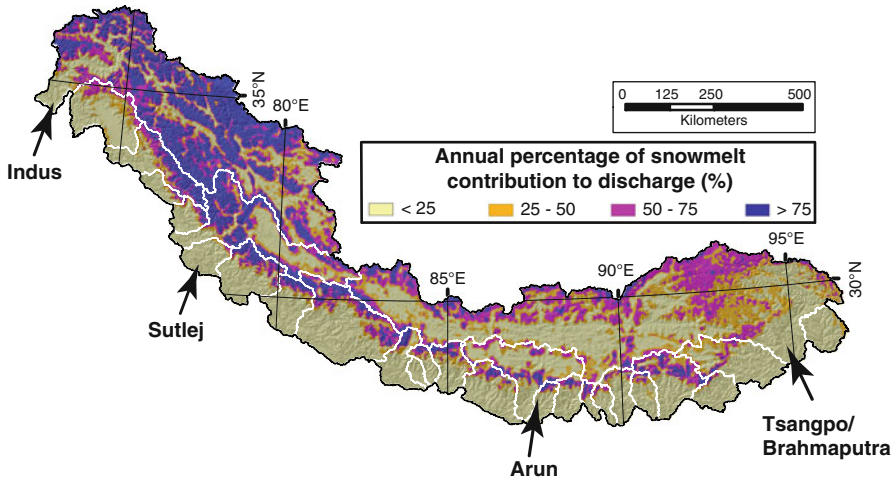 35°N
80°E
0 125 250 500
Kilometers
Annual percentage of snowmelt
contribution to discharge (%)
< 25 25 - 50 50 - 75 > 75
Indus
Sutlej
85°E
90°E
95°E
30°N
Arun
Tsangpo/
Brahmaputra